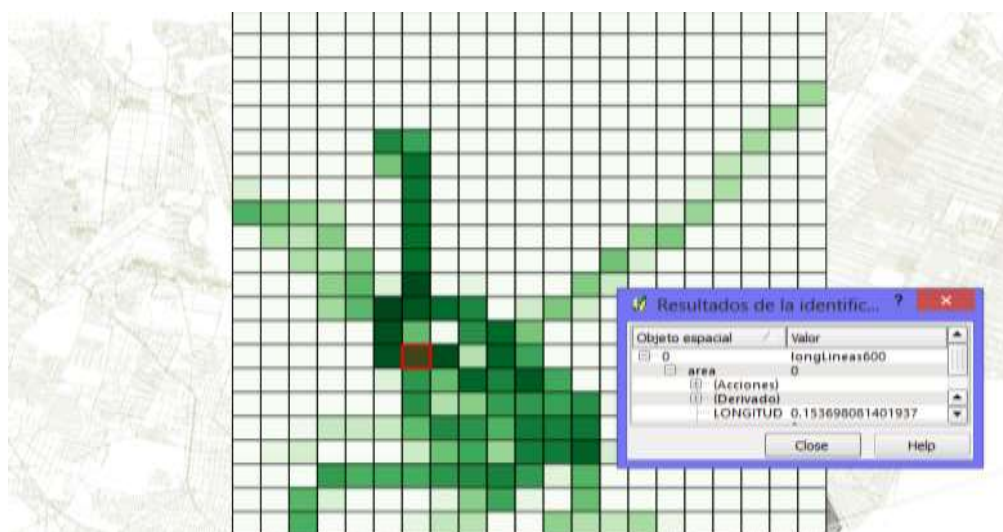 Resultados de la identific... ?
Objeto espacial Valor
0 longLineas600
area 0
(Acciones)
(Derivado)
LONGITUD 0.153698081401937
Close Help